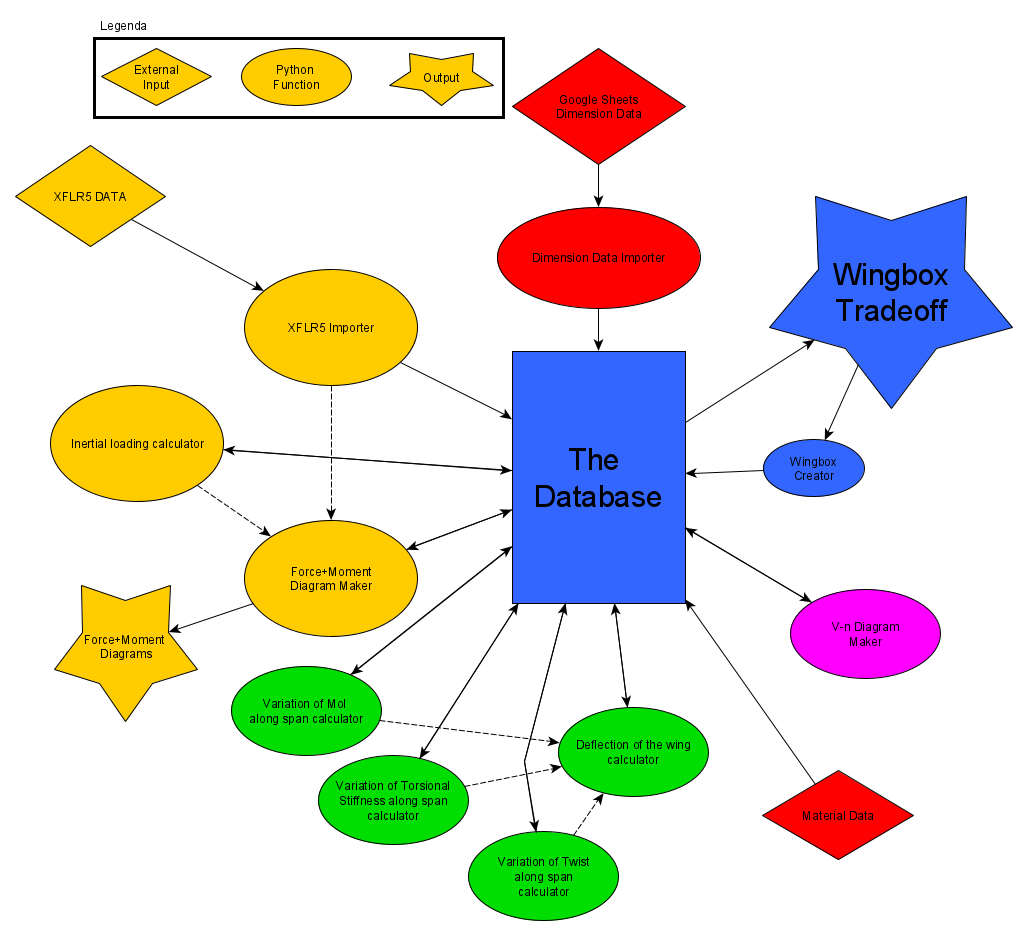 Legenda
External
Input
Python
Function
Output
Google Sheets
Dimension Data
XFLR5 DATA
Dimension Data Importer
Wingbox
Tradeoff
XFLR5 Importer
Inertial loading calculator
The
Database
Wingbox
Creator
Force+Moment
Diagram Maker
Force+Moment
Diagrams
V-n Diagram
Maker
Variation of MoI
along span calculator
Deflection of the wing
calculator
Variation of Torsional
Stiffness along span
calculator
Material Data
Variation of Twist
along span
calculator